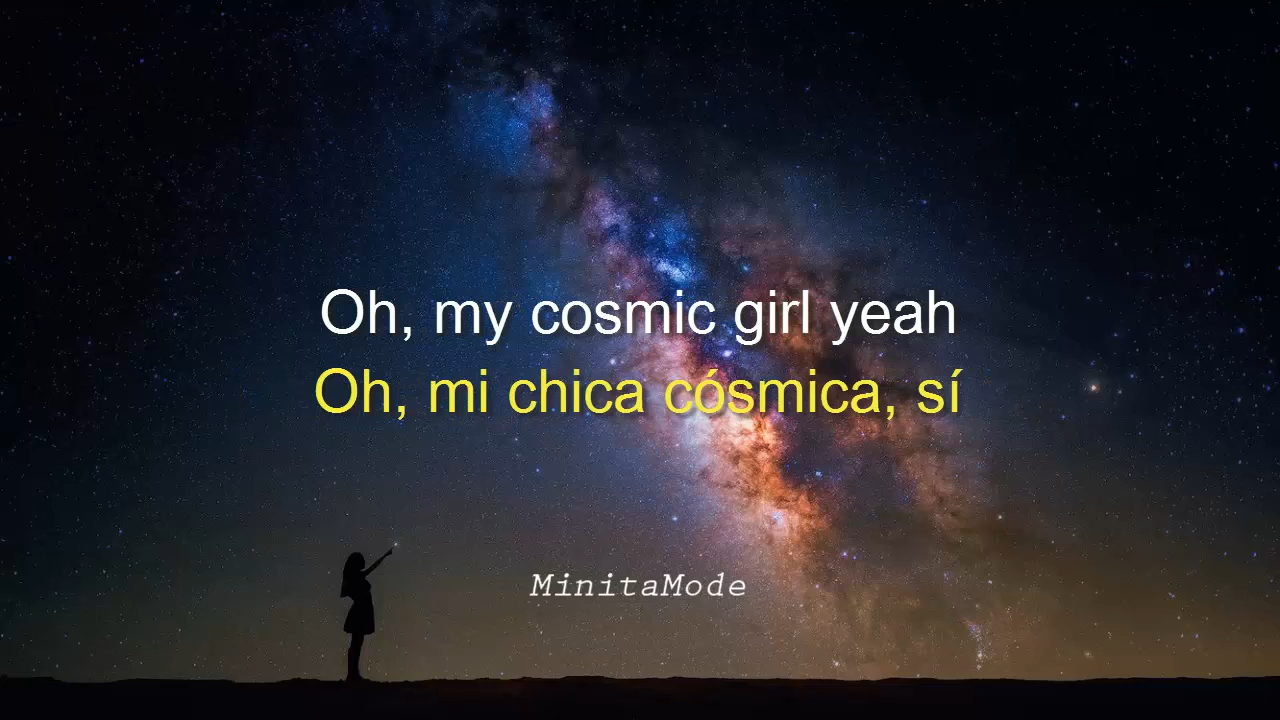 Oh, my cosmic girl yeah
Oh, mi chica cósmica, sí
MinitaMode